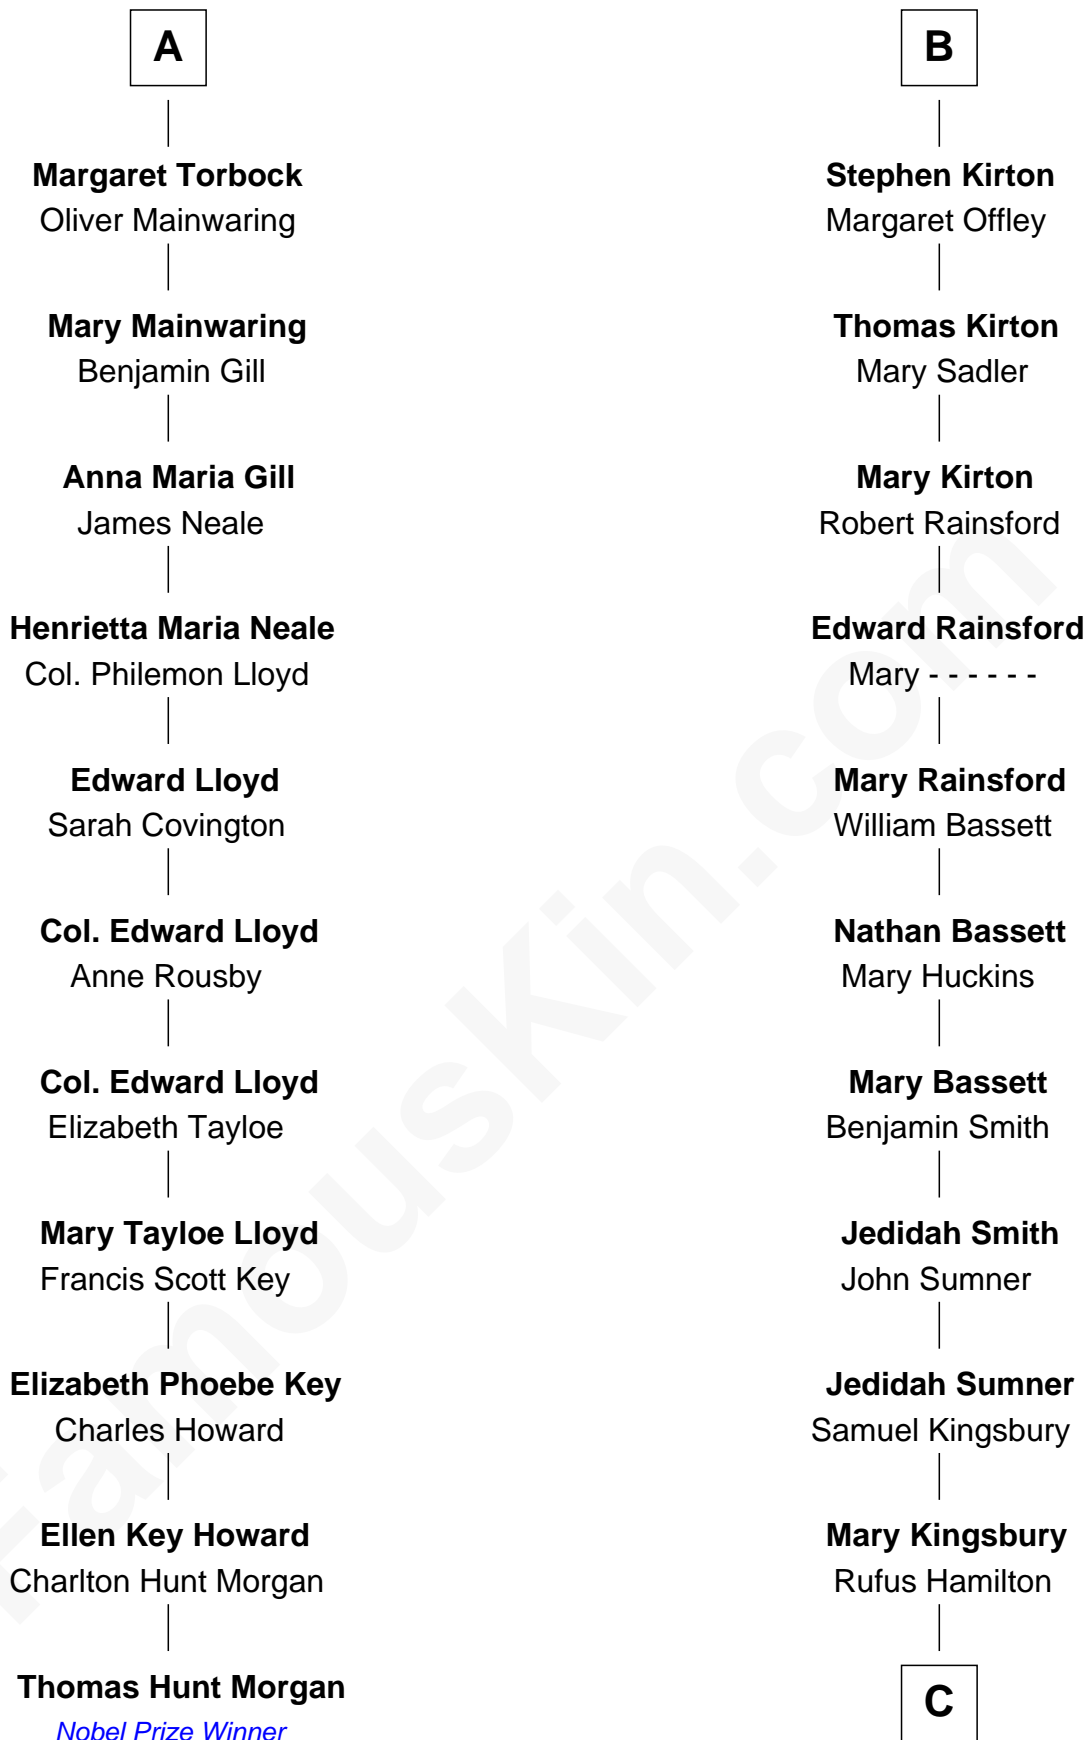 A
Margaret Torbock
Oliver Mainwaring
Mary Mainwaring
Benjamin Gill
Anna Maria Gill
James Neale
Henrietta Maria Neale
Col. Philemon Lloyd
Edward Lloyd
Sarah Covington
Col. Edward Lloyd
Anne Rousby
Col. Edward Lloyd
Elizabeth Tayloe
Mary Tayloe Lloyd
Francis Scott Key
Elizabeth Phoebe Key
Charles Howard
Ellen Key Howard
Charlton Hunt Morgan
Thomas Hunt Morgan
Nobel Prize Winner
B
Stephen Kirton
Margaret Offley
Thomas Kirton
Mary Sadler
Mary Kirton
Robert Rainsford
Edward Rainsford
Mary - - - - - -
Mary Rainsford
William Bassett
Nathan Bassett
Mary Huckins
Mary Bassett
Benjamin Smith
Jedidah Smith
John Sumner
Jedidah Sumner
Samuel Kingsbury
Mary Kingsbury
Rufus Hamilton
C
FamousKin.com